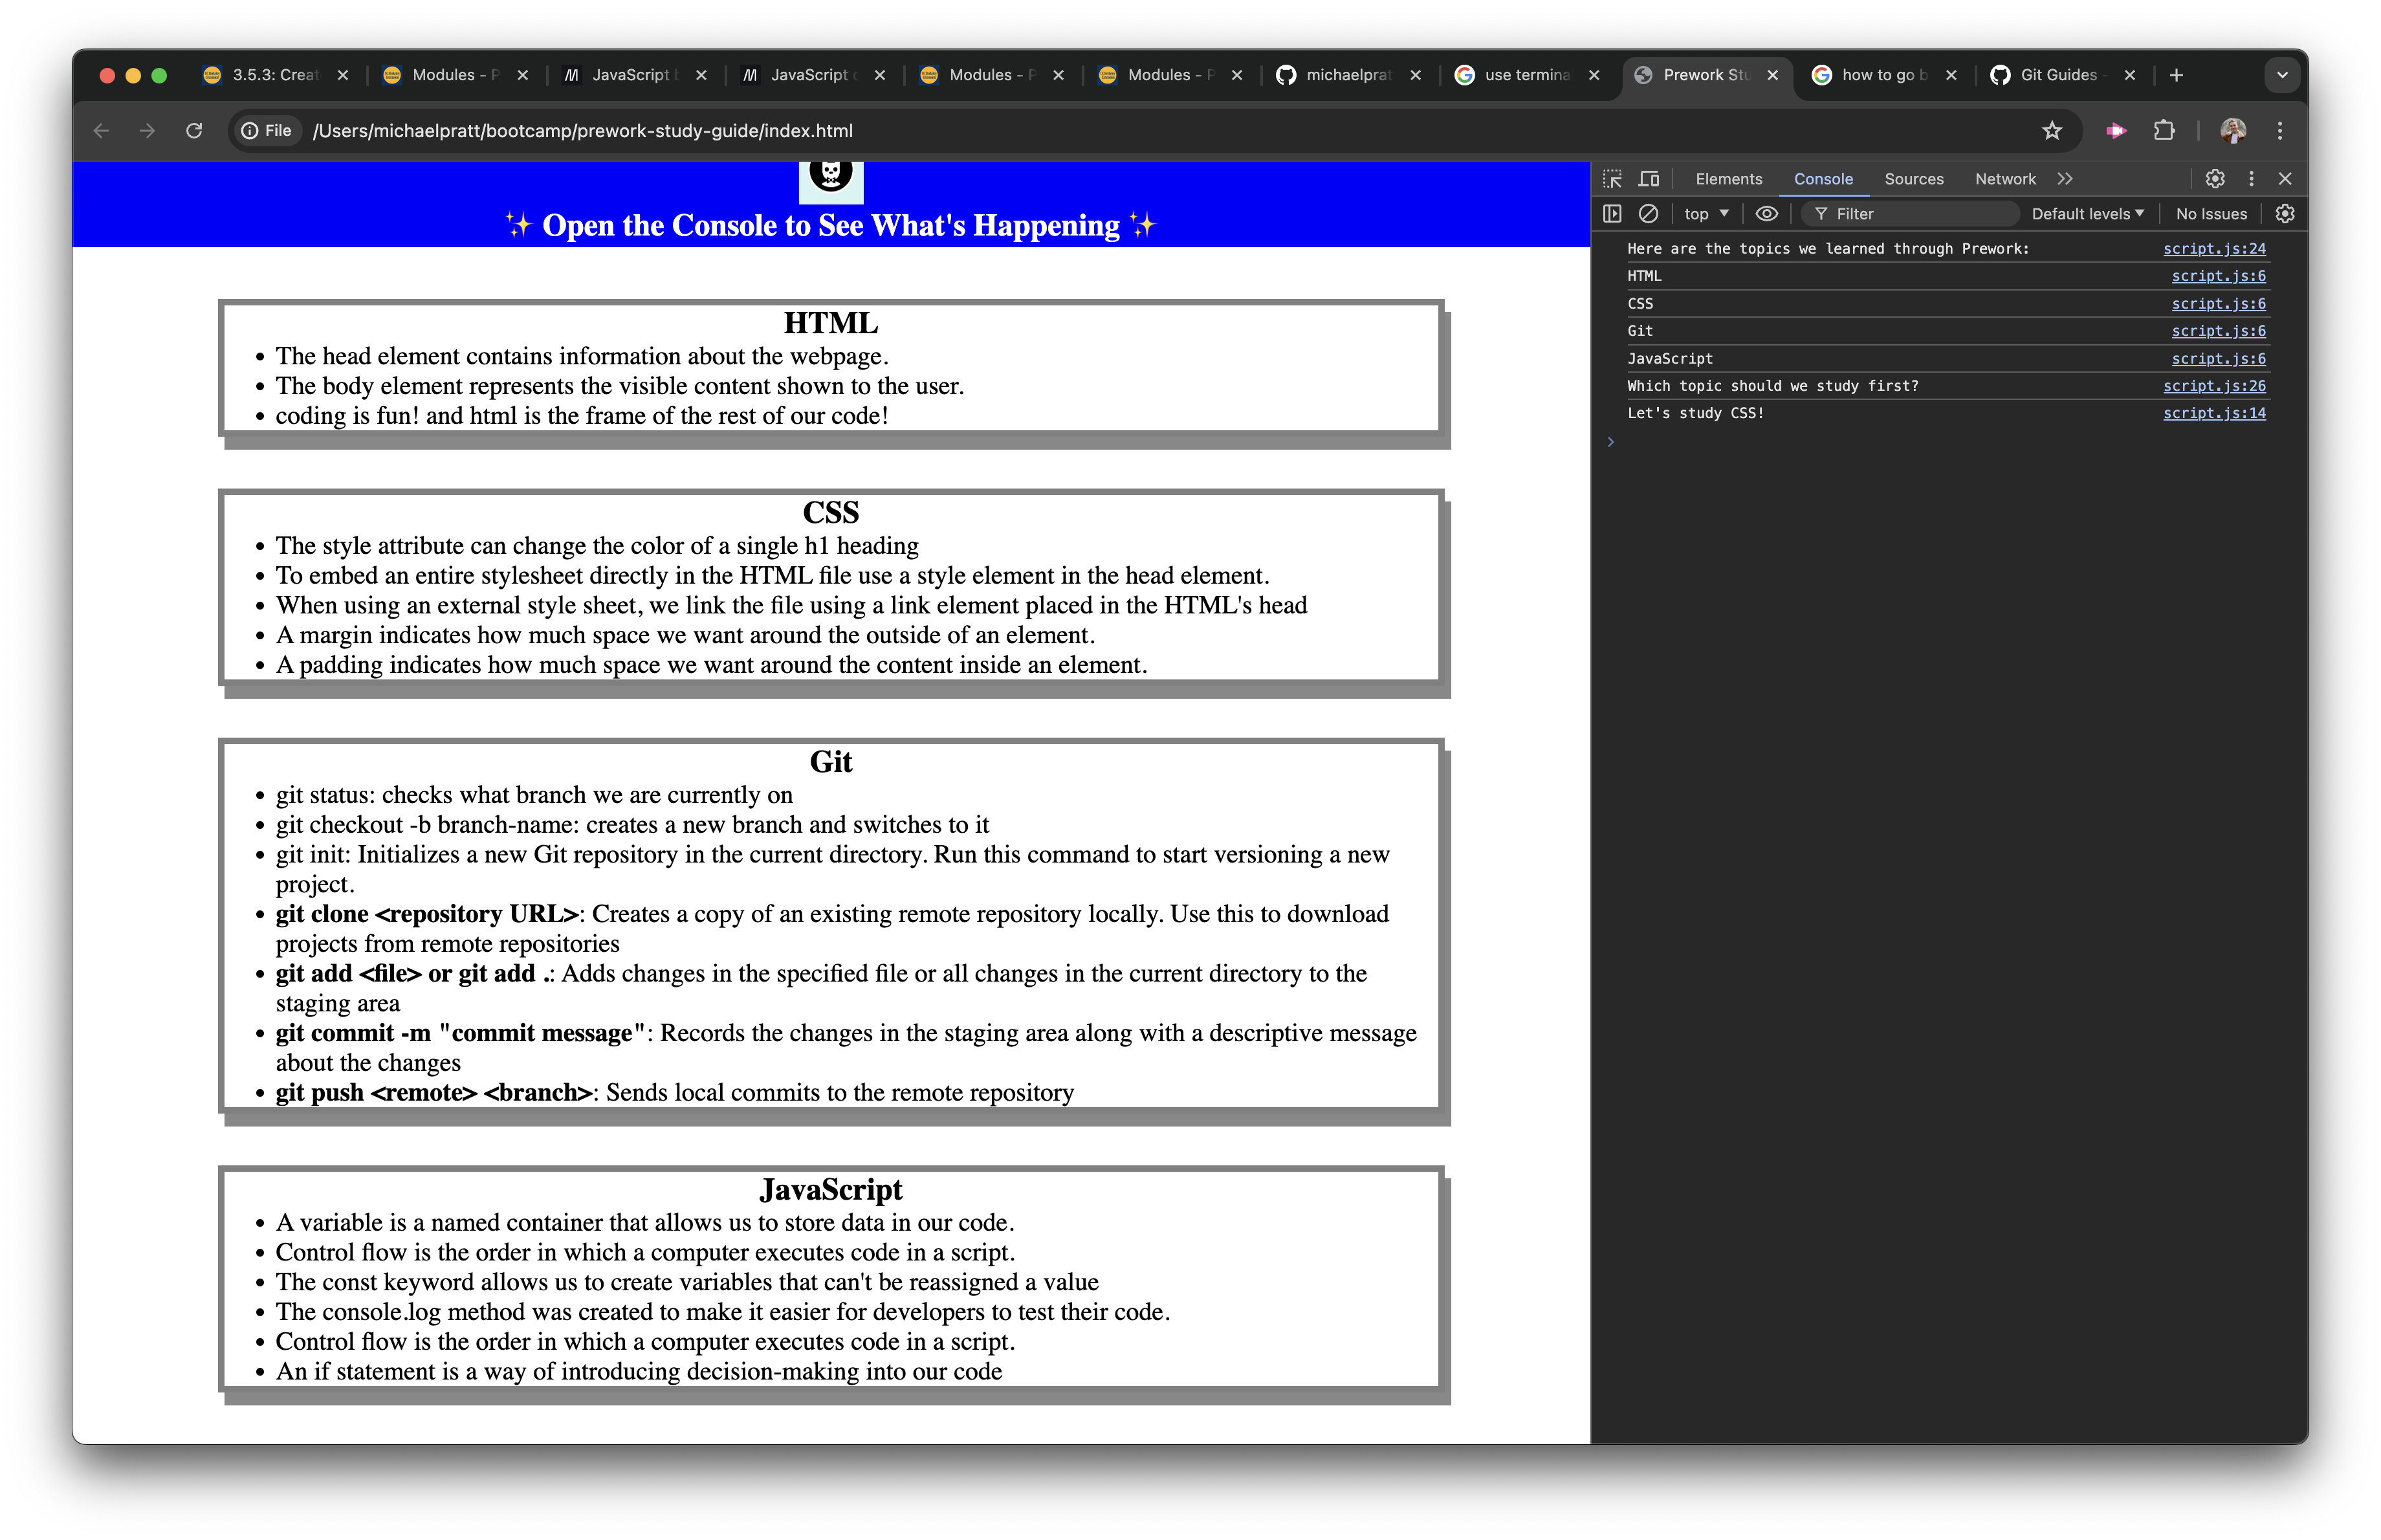 3.5.3: Creat
Modules - P
JavaScript
JavaScript
Modules - P
Modules - P
michaelprat
use termina
Prework Stu
how to go b
Git Guides -
File
/Users/michaelpratt/bootcamp/prework-study-guide/index.html
✨ Open the Console to See What's Happening ✨
HTML
• The head element contains information about the webpage.
• The body element represents the visible content shown to the user.
• coding is fun! and html is the frame of the rest of our code!
CSS
• The style attribute can change the color of a single h1 heading
• To embed an entire stylesheet directly in the HTML file use a style element in the head element.
• When using an external style sheet, we link the file using a link element placed in the HTML's head
• A margin indicates how much space we want around the outside of an element.
• A padding indicates how much space we want around the content inside an element.
Git
• git status: checks what branch we are currently on
• git checkout -b branch-name: creates a new branch and switches to it
• git init: Initializes a new Git repository in the current directory. Run this command to start versioning a new
project.
• git clone <repository URL>: Creates a copy of an existing remote repository locally. Use this to download
projects from remote repositories
• git add <file> or git add .: Adds changes in the specified file or all changes in the current directory to the
staging area
• git commit -m "commit message": Records the changes in the staging area along with a descriptive message
about the changes
• git push <remote> <branch>: Sends local commits to the remote repository
JavaScript
• A variable is a named container that allows us to store data in our code.
• Control flow is the order in which a computer executes code in a script.
• The const keyword allows us to create variables that can't be reassigned a value
• The console.log method was created to make it easier for developers to test their code.
• Control flow is the order in which a computer executes code in a script.
• An if statement is a way of introducing decision-making into our code
Elements Console Sources Network
top Filter Default levels No Issues
Here are the topics we learned through Prework: script.js:24
HTML script.js:6
CSS script.js:6
Git script.js:6
JavaScript script.js:6
Which topic should we study first? script.js:26
Let's study CSS! script.js:14